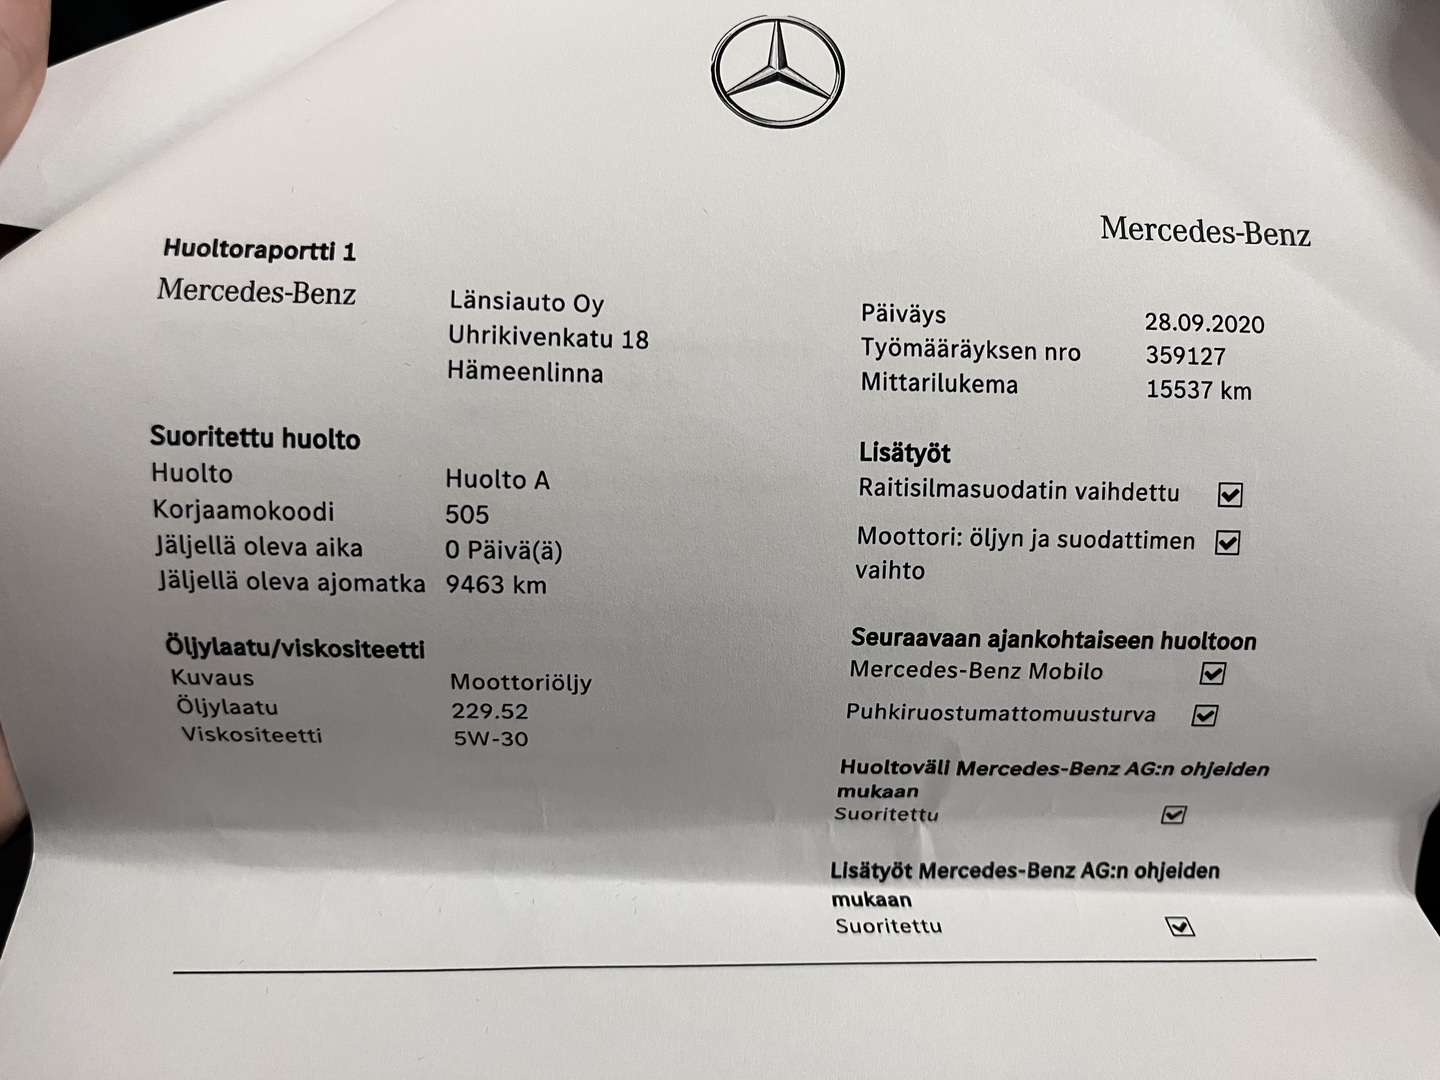 Mercedes-Benz
Huoltoraportti 1
Mercedes-Benz
Länsiauto Oy
Uhrikivenkatu 18
Hämeenlinna
Päiväys 28.09.2020
Työmääräyksen nro 359127
Mittarilukema 15537 km
Suoritettu huolto
Huolto Huolto A
Korjaamokoodi 505
Jäljellä oleva aika 0 Päivä(ä)
Jäljellä oleva ajomatka 9463 km
Öljylaatu/viskositeetti
Kuvaus Moottoriöljy
Öljylaatu 229.52
Viskositeetti 5W-30
Lisätyöt
Raitisilmasuodatin vaihdettu
Moottori: öljyn ja suodattimen
vaihto
Seuraavaan ajankohtaiseen huoltoon
Mercedes-Benz Mobilo
Puhkiruostumattomuusturva
Huoltoväli Mercedes-Benz AG:n ohjeiden
mukaan
Suoritettu
Lisätyöt Mercedes-Benz AG:n ohjeiden
mukaan
Suoritettu